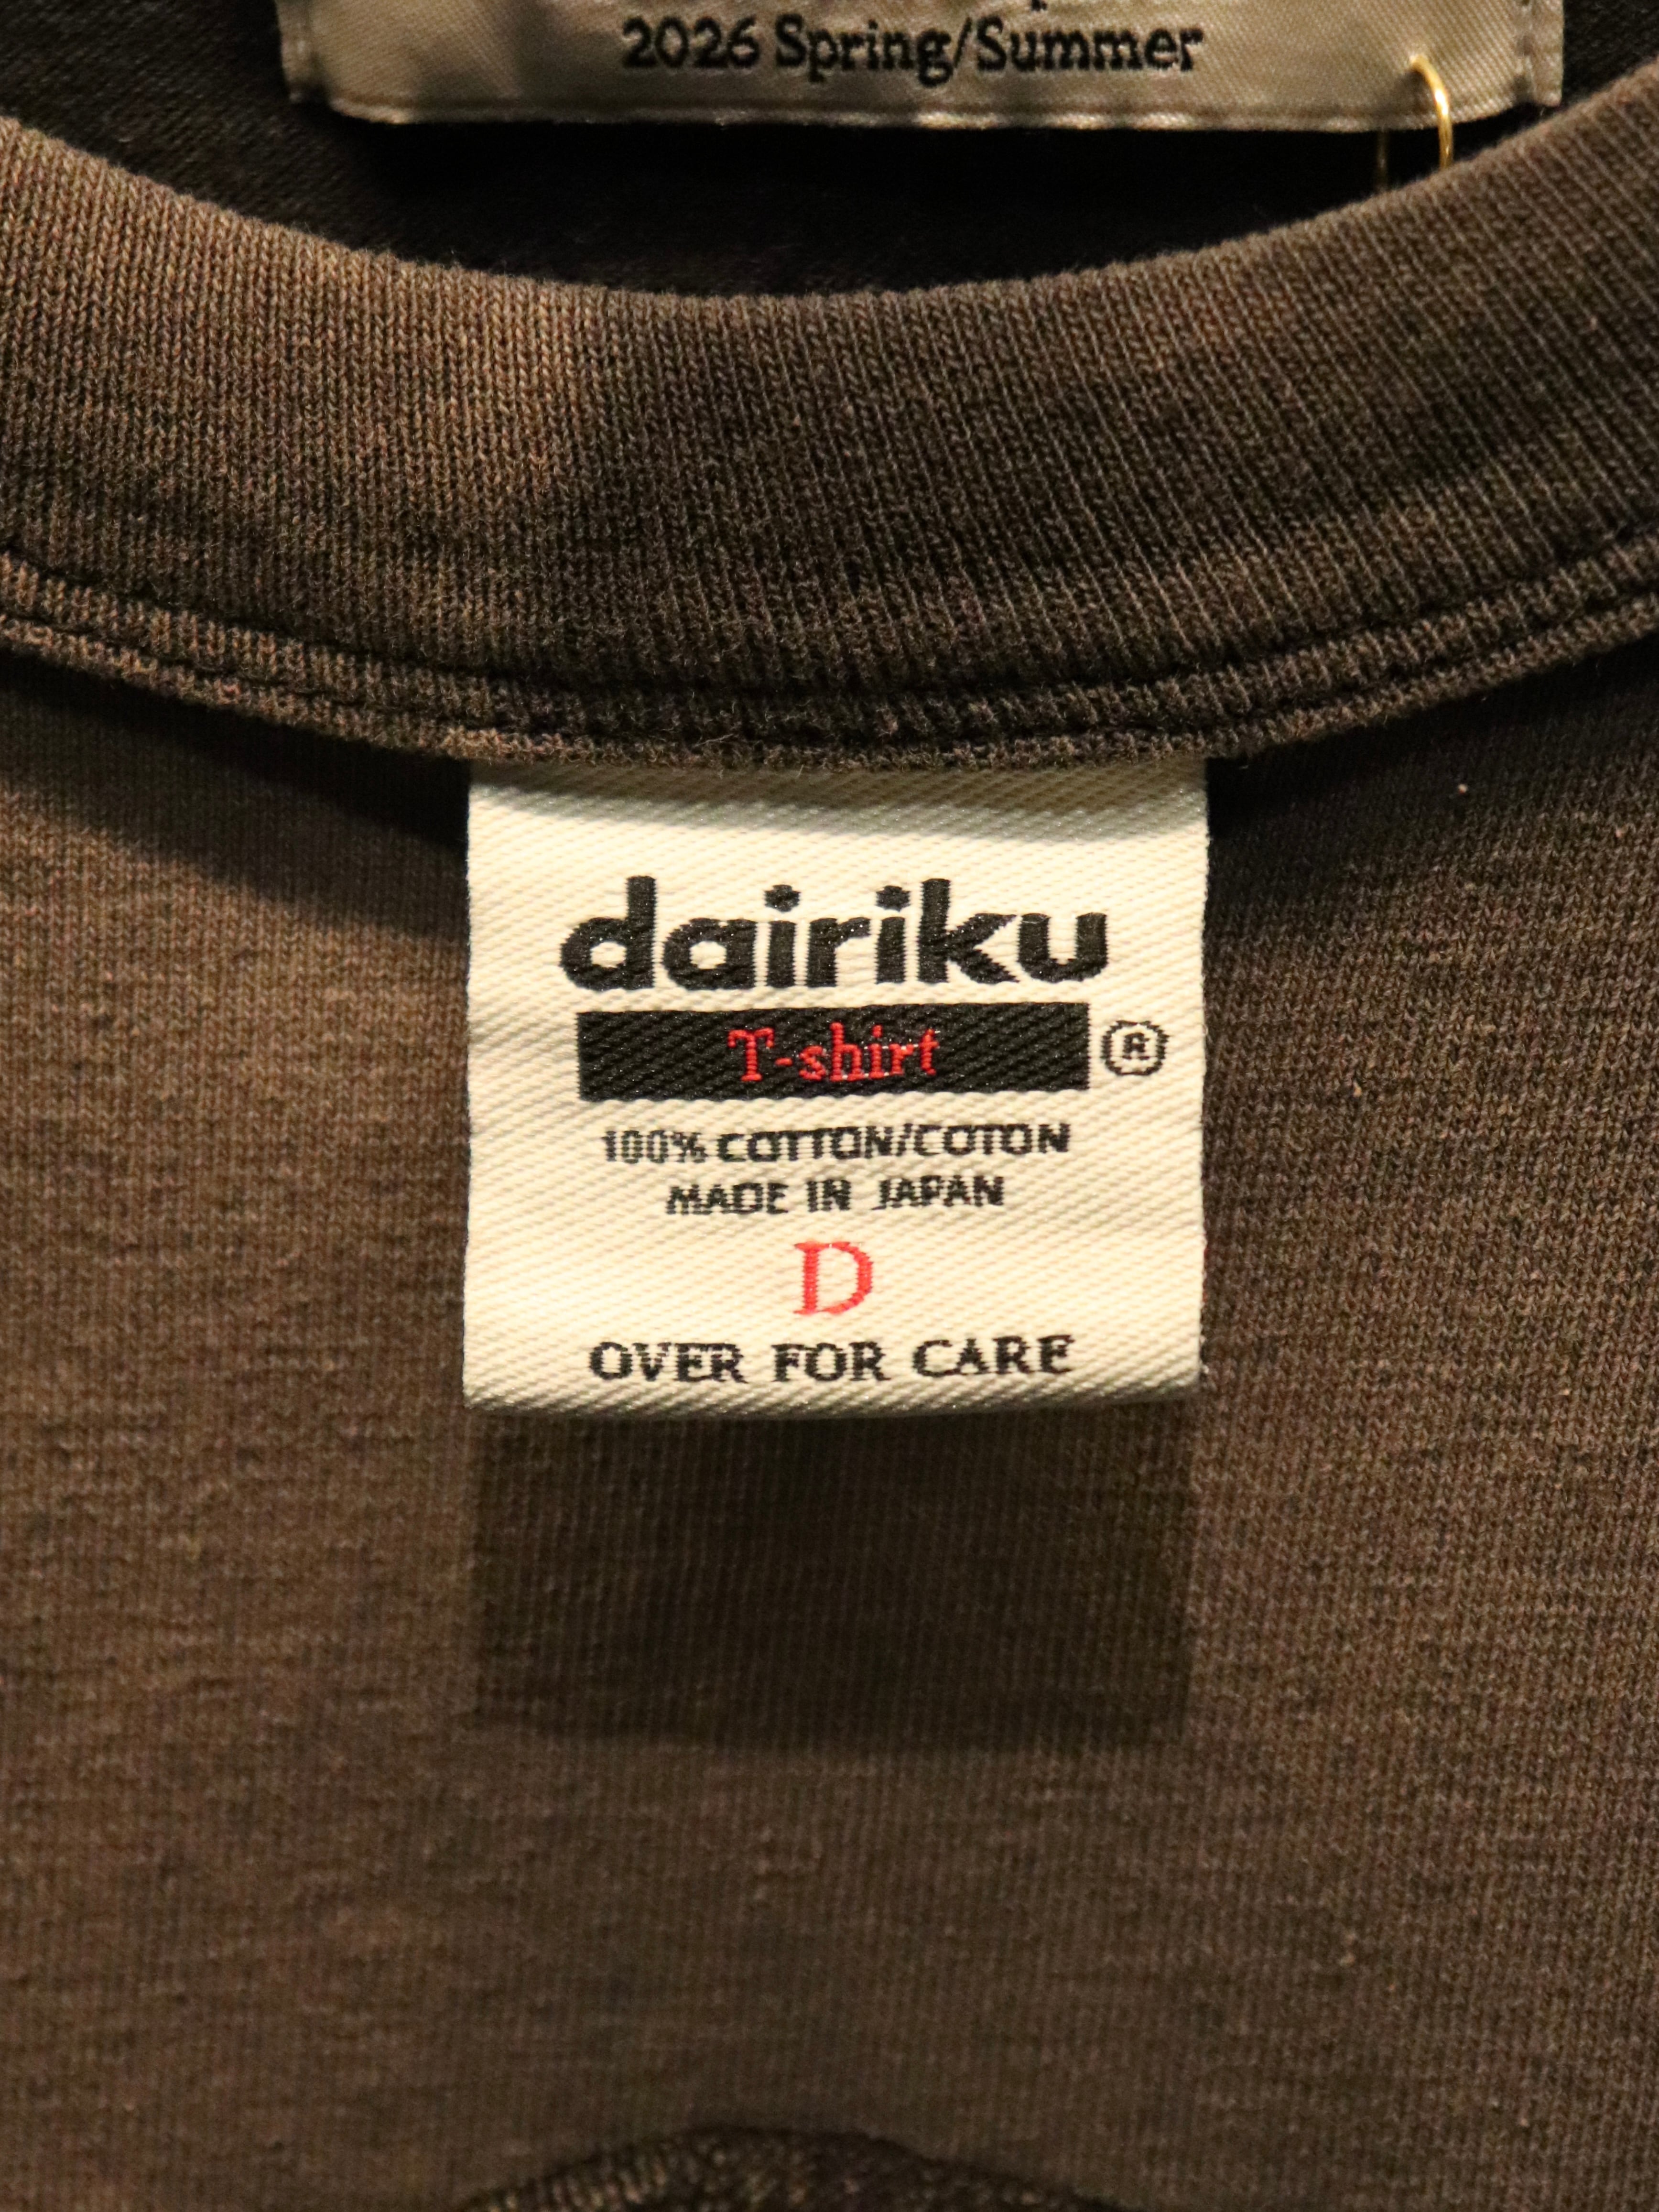 2026 Spring/Summer
dairiku
T-shirt ®
100% COTTON/COTON
MADE IN JAPAN
D
OVER FOR CARE